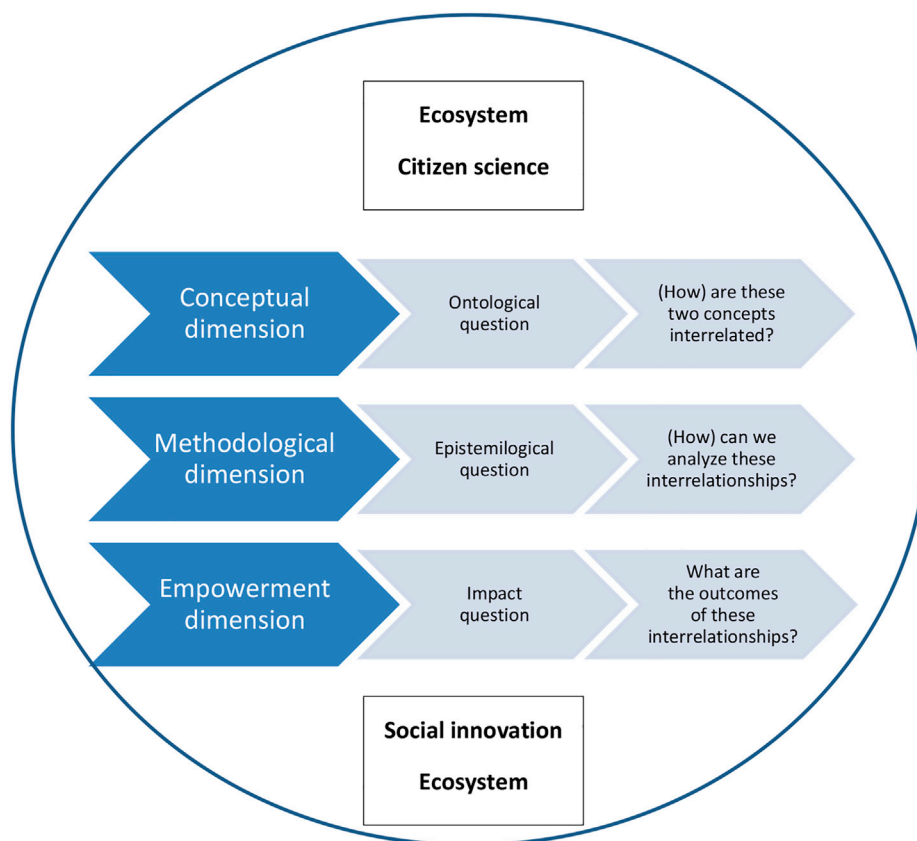 Ecosystem
Citizen science
Conceptual
dimension
Ontological
question
(How) are these
two concepts
interrelated?
Methodological
dimension
Epistemilogical
question
(How) can we
analyze these
interrelationships?
Empowerment
dimension
Impact
question
What are
the outcomes
of these
interrelationships?
Social innovation
Ecosystem